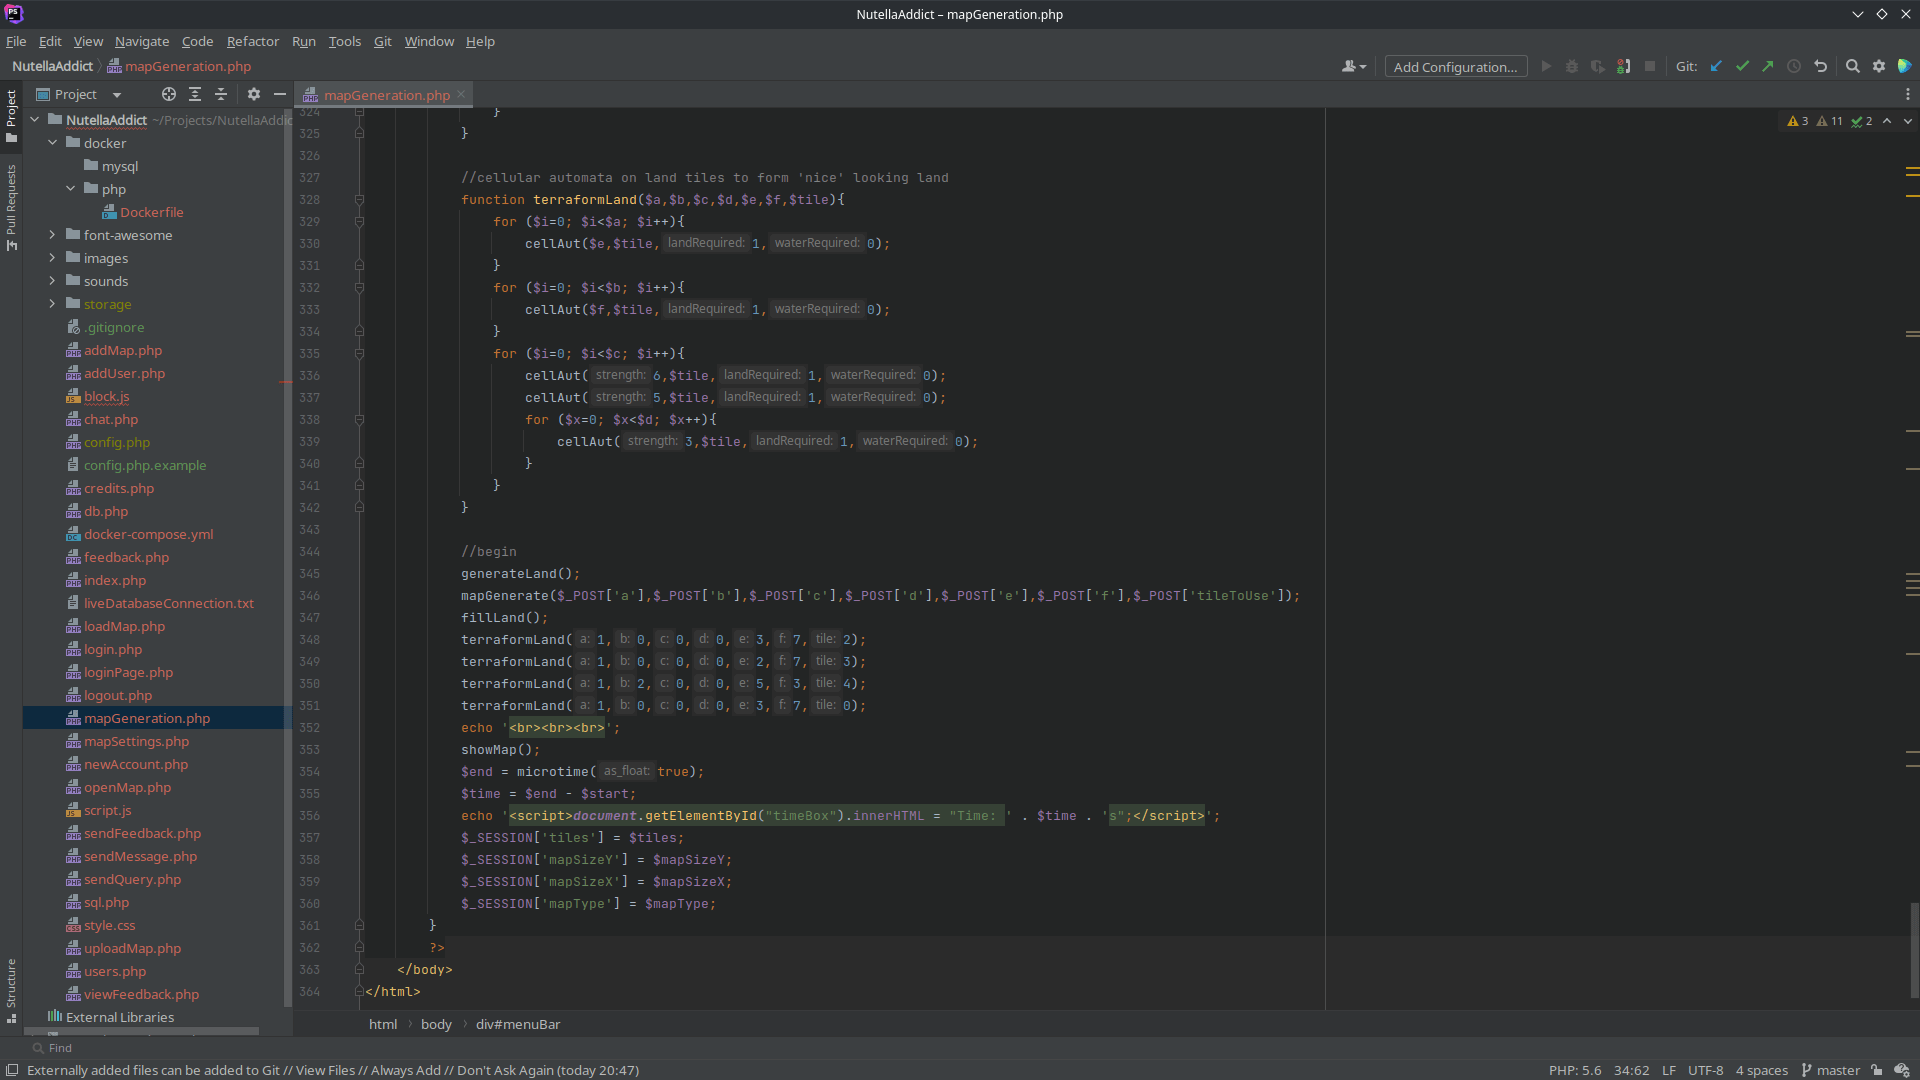 NutellaAddict – mapGeneration.php
File Edit View Navigate Code Refactor Run Tools Git Window Help
NutellaAddict mapGeneration.php
Add Configuration... Git:
Project
Pull Requests
Structure
Project
NutellaAddict ~/Projects/NutellaAddic
docker
mysql
php
Dockerfile
font-awesome
images
sounds
storage
.gitignore
addMap.php
addUser.php
block.js
chat.php
config.php
config.php.example
credits.php
db.php
docker-compose.yml
feedback.php
index.php
liveDatabaseConnection.txt
loadMap.php
login.php
loginPage.php
logout.php
mapGeneration.php
mapSettings.php
newAccount.php
openMap.php
script.js
sendFeedback.php
sendMessage.php
sendQuery.php
sql.php
style.css
uploadMap.php
users.php
viewFeedback.php
External Libraries
mapGeneration.php
3 11 2
324 }
325 }
326
327 //cellular automata on land tiles to form 'nice' looking land
328 function terraformLand($a,$b,$c,$d,$e,$f,$tile){
329 for ($i=0; $i<$a; $i++){
330 cellAut($e,$tile, landRequired: 1, waterRequired: 0);
331 }
332 for ($i=0; $i<$b; $i++){
333 cellAut($f,$tile, landRequired: 1, waterRequired: 0);
334 }
335 for ($i=0; $i<$c; $i++){
336 cellAut( strength: 6,$tile, landRequired: 1, waterRequired: 0);
337 cellAut( strength: 5,$tile, landRequired: 1, waterRequired: 0);
338 for ($x=0; $x<$d; $x++){
339 cellAut( strength: 3,$tile, landRequired: 1, waterRequired: 0);
340 }
341 }
342 }
343
344 //begin
345 generateLand();
346 mapGenerate($_POST['a'],$_POST['b'],$_POST['c'],$_POST['d'],$_POST['e'],$_POST['f'],$_POST['tileToUse']);
347 fillLand();
348 terraformLand( a: 1, b: 0, c: 0, d: 0, e: 3, f: 7, tile: 2);
349 terraformLand( a: 1, b: 0, c: 0, d: 0, e: 2, f: 7, tile: 3);
350 terraformLand( a: 1, b: 2, c: 0, d: 0, e: 5, f: 3, tile: 4);
351 terraformLand( a: 1, b: 0, c: 0, d: 0, e: 3, f: 7, tile: 0);
352 echo '<br><br><br>';
353 showMap();
354 $end = microtime( as_float: true);
355 $time = $end - $start;
356 echo '<script>document.getElementById("timeBox").innerHTML = "Time: ' . $time . 's";</script>';
357 $_SESSION['tiles'] = $tiles;
358 $_SESSION['mapSizeY'] = $mapSizeY;
359 $_SESSION['mapSizeX'] = $mapSizeX;
360 $_SESSION['mapType'] = $mapType;
361 }
362 ?>
363 </body>
364 </html>
html body div#menuBar
Find
Externally added files can be added to Git // View Files // Always Add // Don't Ask Again (today 20:47)
PHP: 5.6 34:62 LF UTF-8 4 spaces master